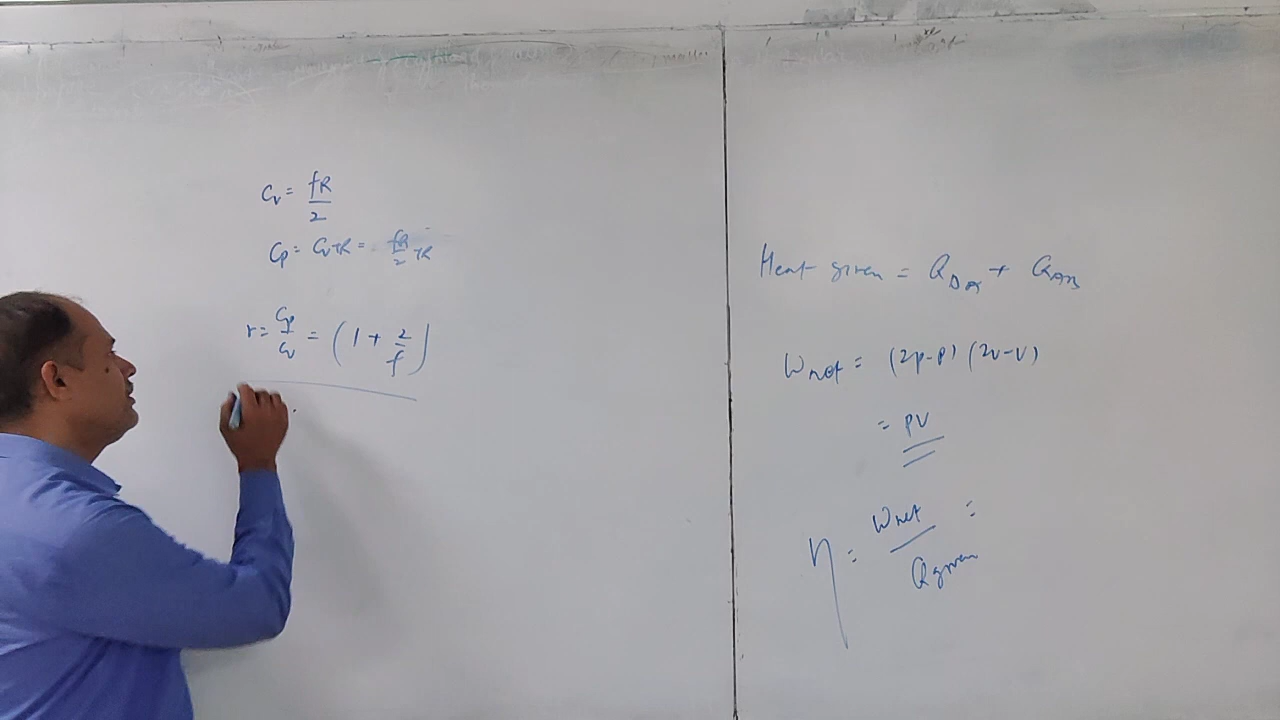 Cv = fR/2
Cp = Cv+R = fR/2 +R
r = Cp/Cv = (1 + 2/f)
Heat given = QDA + QAB
Wnet = (2p-p) (2v-v)
= pv
η = Wnet/Qgiven =